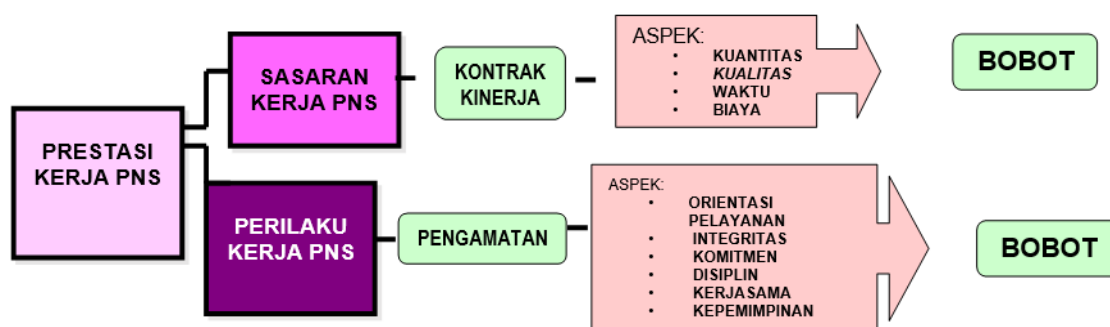 PRESTASI
KERJA PNS
SASARAN
KERJA PNS
KONTRAK
KINERJA
ASPEK:
• KUANTITAS
• KUALITAS
• WAKTU
• BIAYA
BOBOT
PERILAKU
KERJA PNS
PENGAMATAN
ASPEK:
• ORIENTASI
PELAYANAN
• INTEGRITAS
• KOMITMEN
• DISIPLIN
• KERJASAMA
• KEPEMIMPINAN
BOBOT